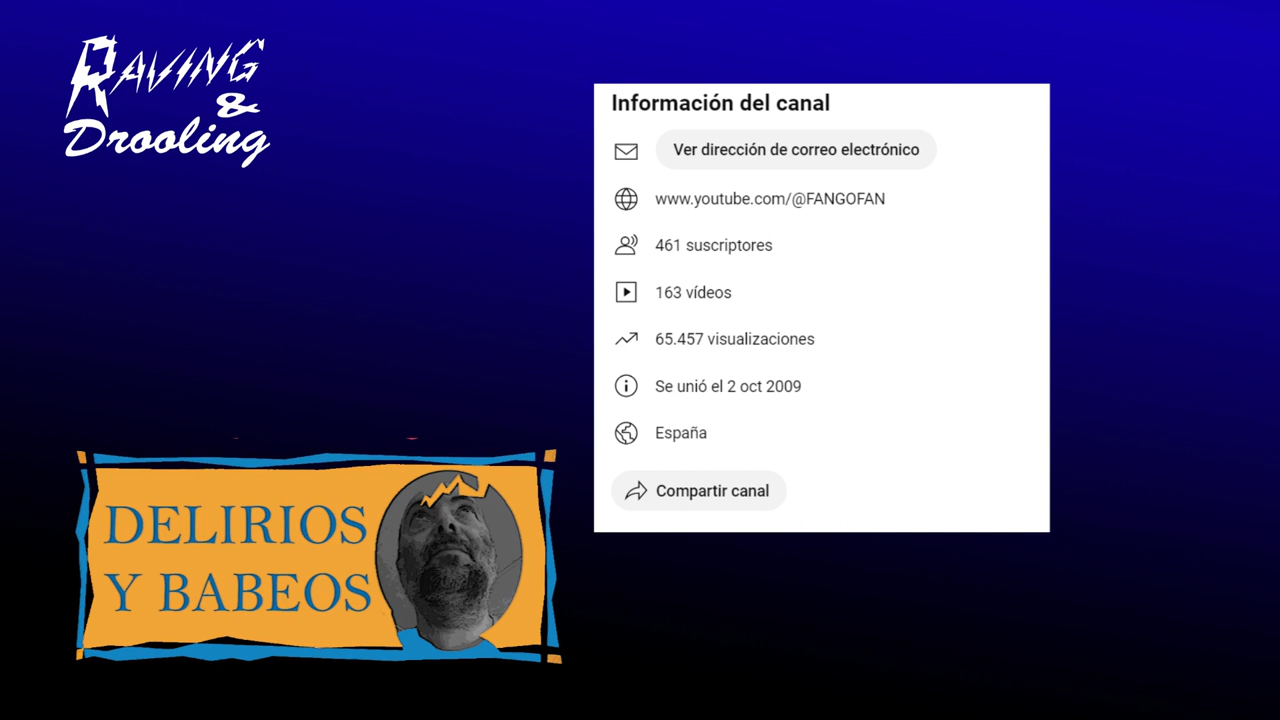 RAVING
&
Drooling
Información del canal
Ver dirección de correo electrónico
www.youtube.com/@FANGOFAN
461 suscriptores
163 vídeos
65.457 visualizaciones
Se unió el 2 oct 2009
España
Compartir canal
DELIRIOS
Y BABEOS